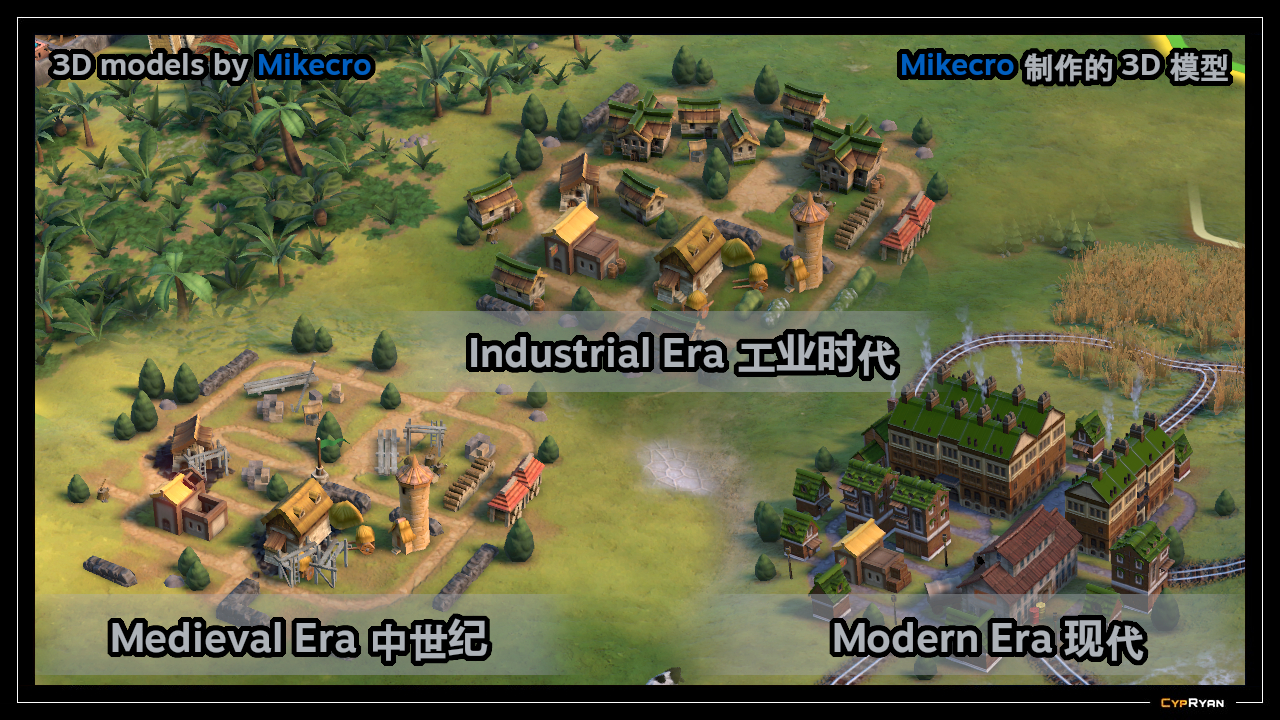 3D models by Mikecro
Mikecro 制作的 3D 模型
Industrial Era 工业时代
Medieval Era 中世纪
Modern Era 现代
CypRyan